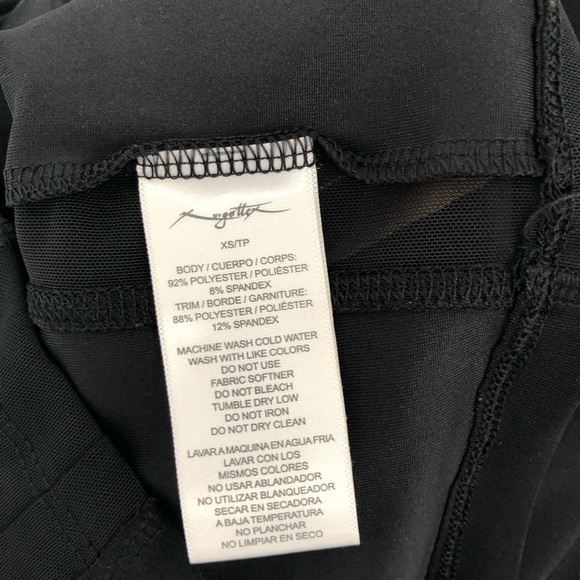 X BY gottex
XS/TP
BODY / CUERPO / CORPS:
92% POLYESTER / POLIÉSTER
8% SPANDEX
TRIM / BORDE / GARNITURE:
88% POLYESTER / POLIÉSTER
12% SPANDEX
MACHINE WASH COLD WATER
WASH WITH LIKE COLORS
DO NOT USE
FABRIC SOFTNER
DO NOT BLEACH
TUMBLE DRY LOW
DO NOT IRON
DO NOT DRY CLEAN
LAVAR A MAQUINA EN AGUA FRIA
LAVAR CON LOS
MISMOS COLORES
NO USAR ABLANDADOR
NO UTILIZAR BLANQUEADOR
SECAR EN SECADORA
A BAJA TEMPERATURA
NO PLANCHAR
NO LIMPIAR EN SECO